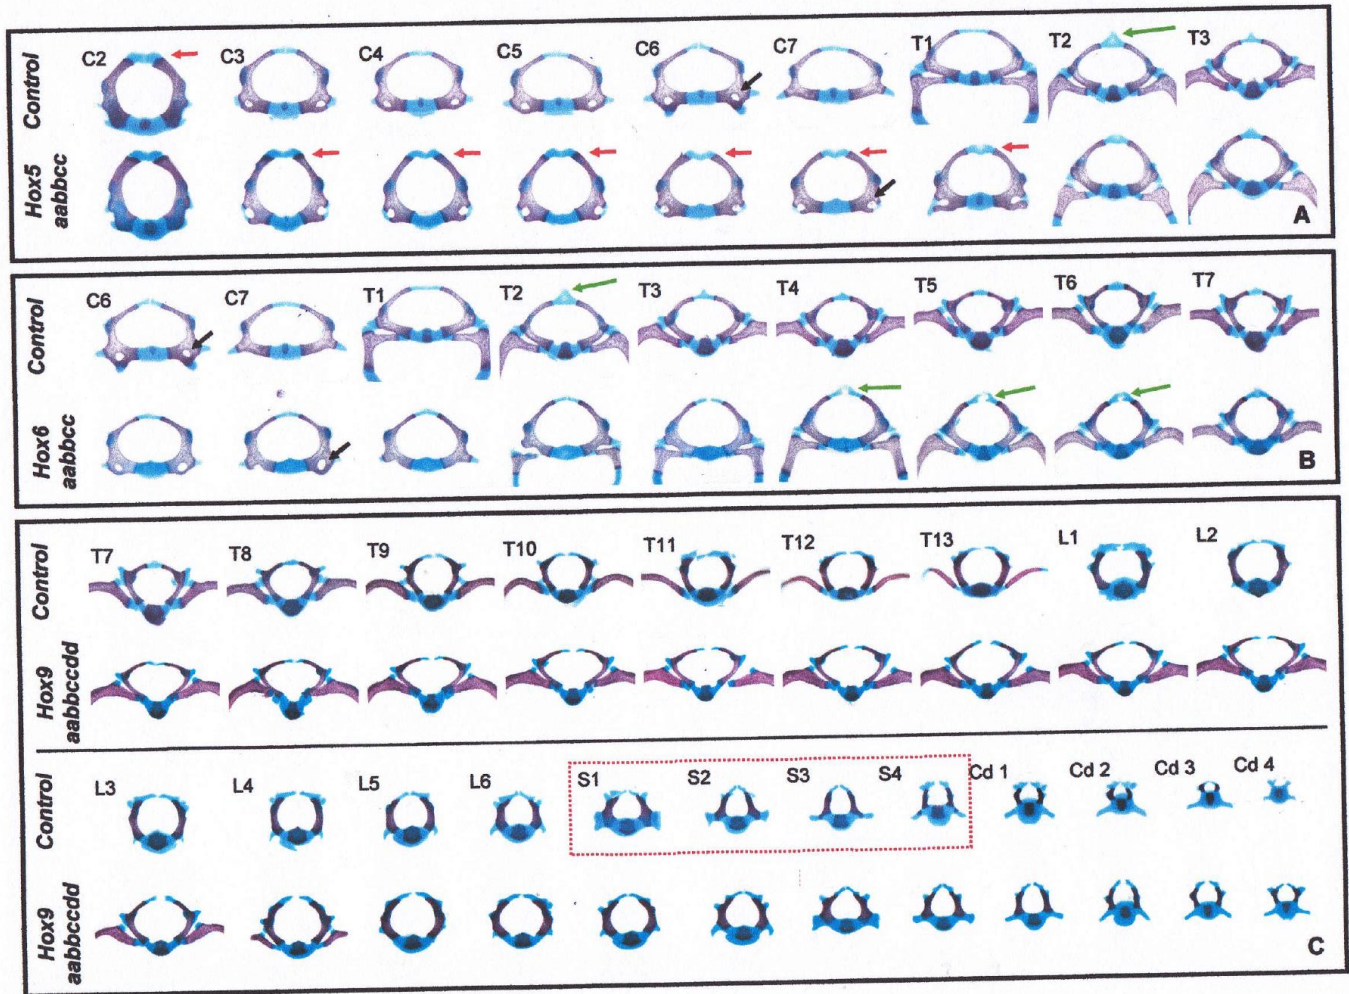 Control
C2 C3 C4 C5 C6 C7 T1 T2 T3
Hox5
aabbcc
A
Control
C6 C7 T1 T2 T3 T4 T5 T6 T7
Hox6
aabbcc
B
Control
T7 T8 T9 T10 T11 T12 T13 L1 L2
Hox9
aabbccdd
Control
L3 L4 L5 L6 S1 S2 S3 S4 Cd 1 Cd 2 Cd 3 Cd 4
Hox9
aabbccdd
C